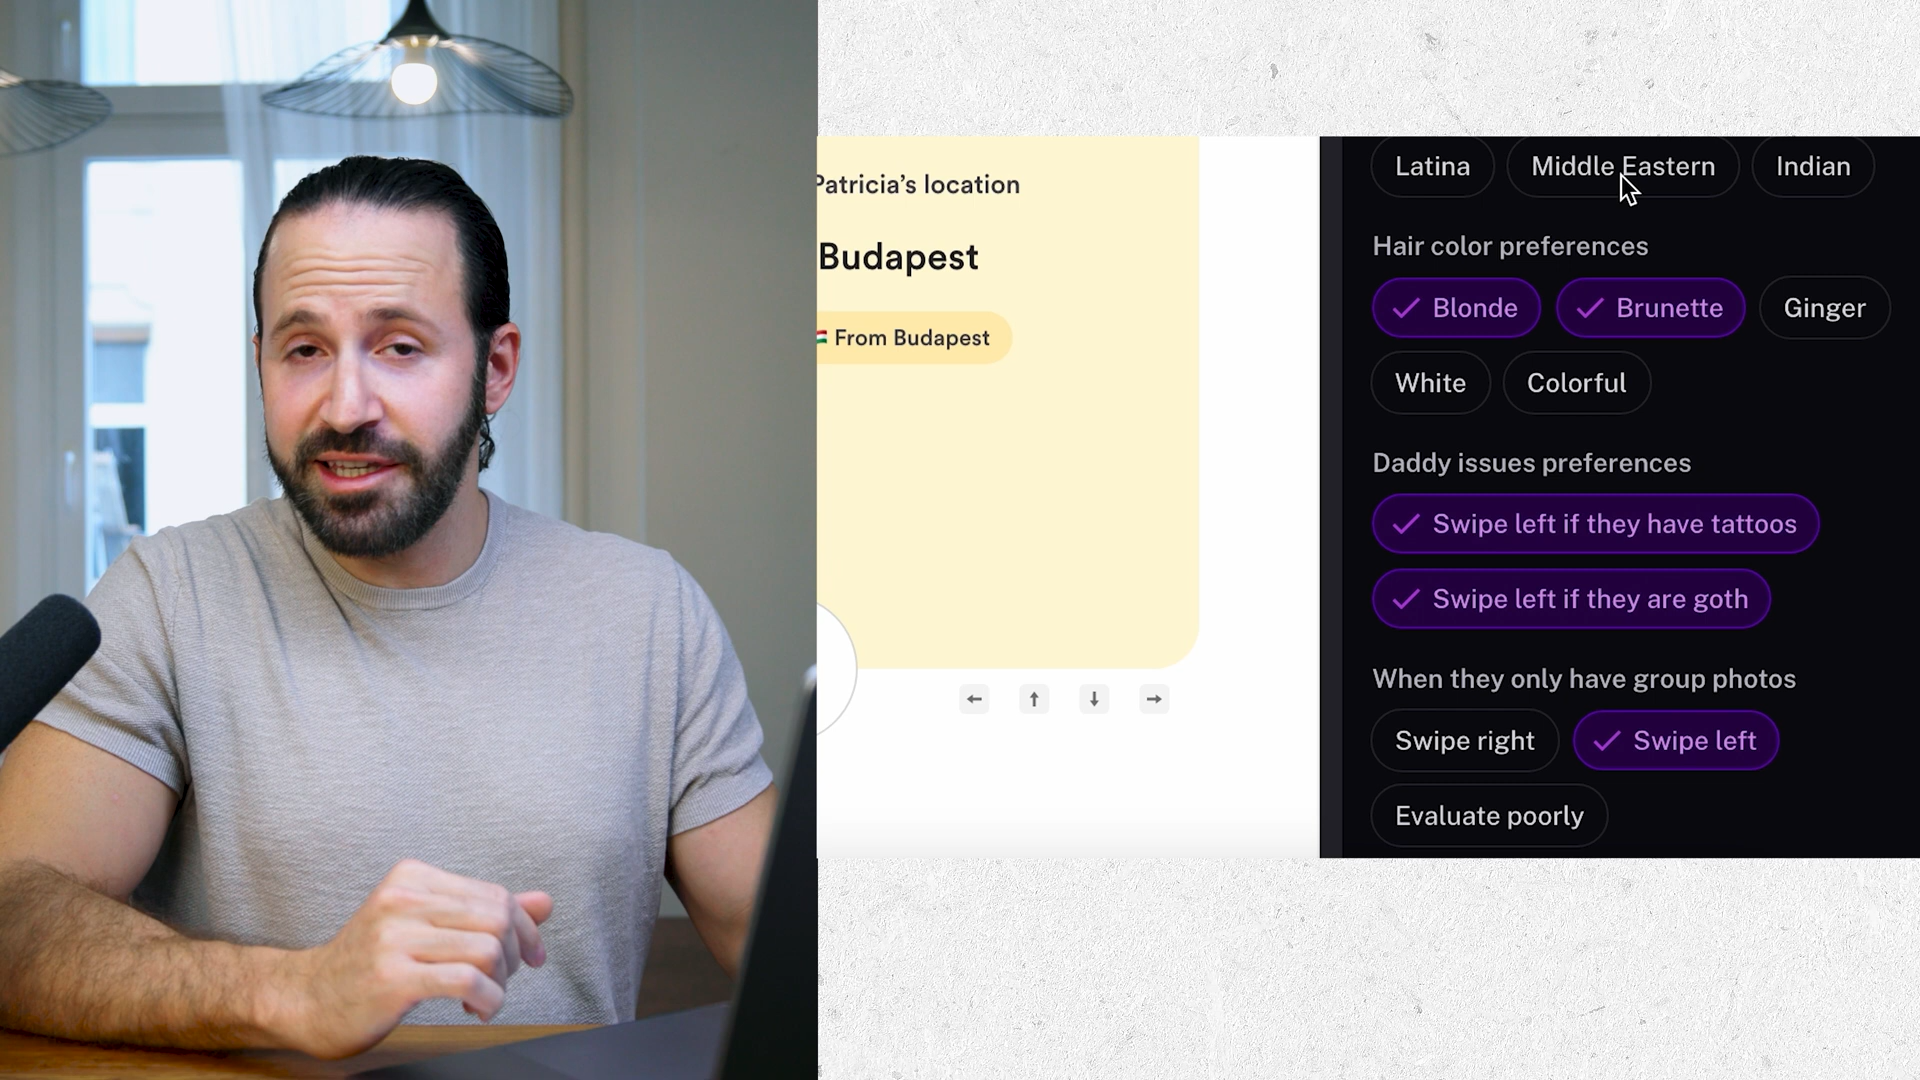 Patricia's location
Budapest
From Budapest
← ↑ ↓ →
Latina Middle Eastern Indian
Hair color preferences
Blonde Brunette Ginger
White Colorful
Daddy issues preferences
Swipe left if they have tattoos
Swipe left if they are goth
When they only have group photos
Swipe right Swipe left
Evaluate poorly